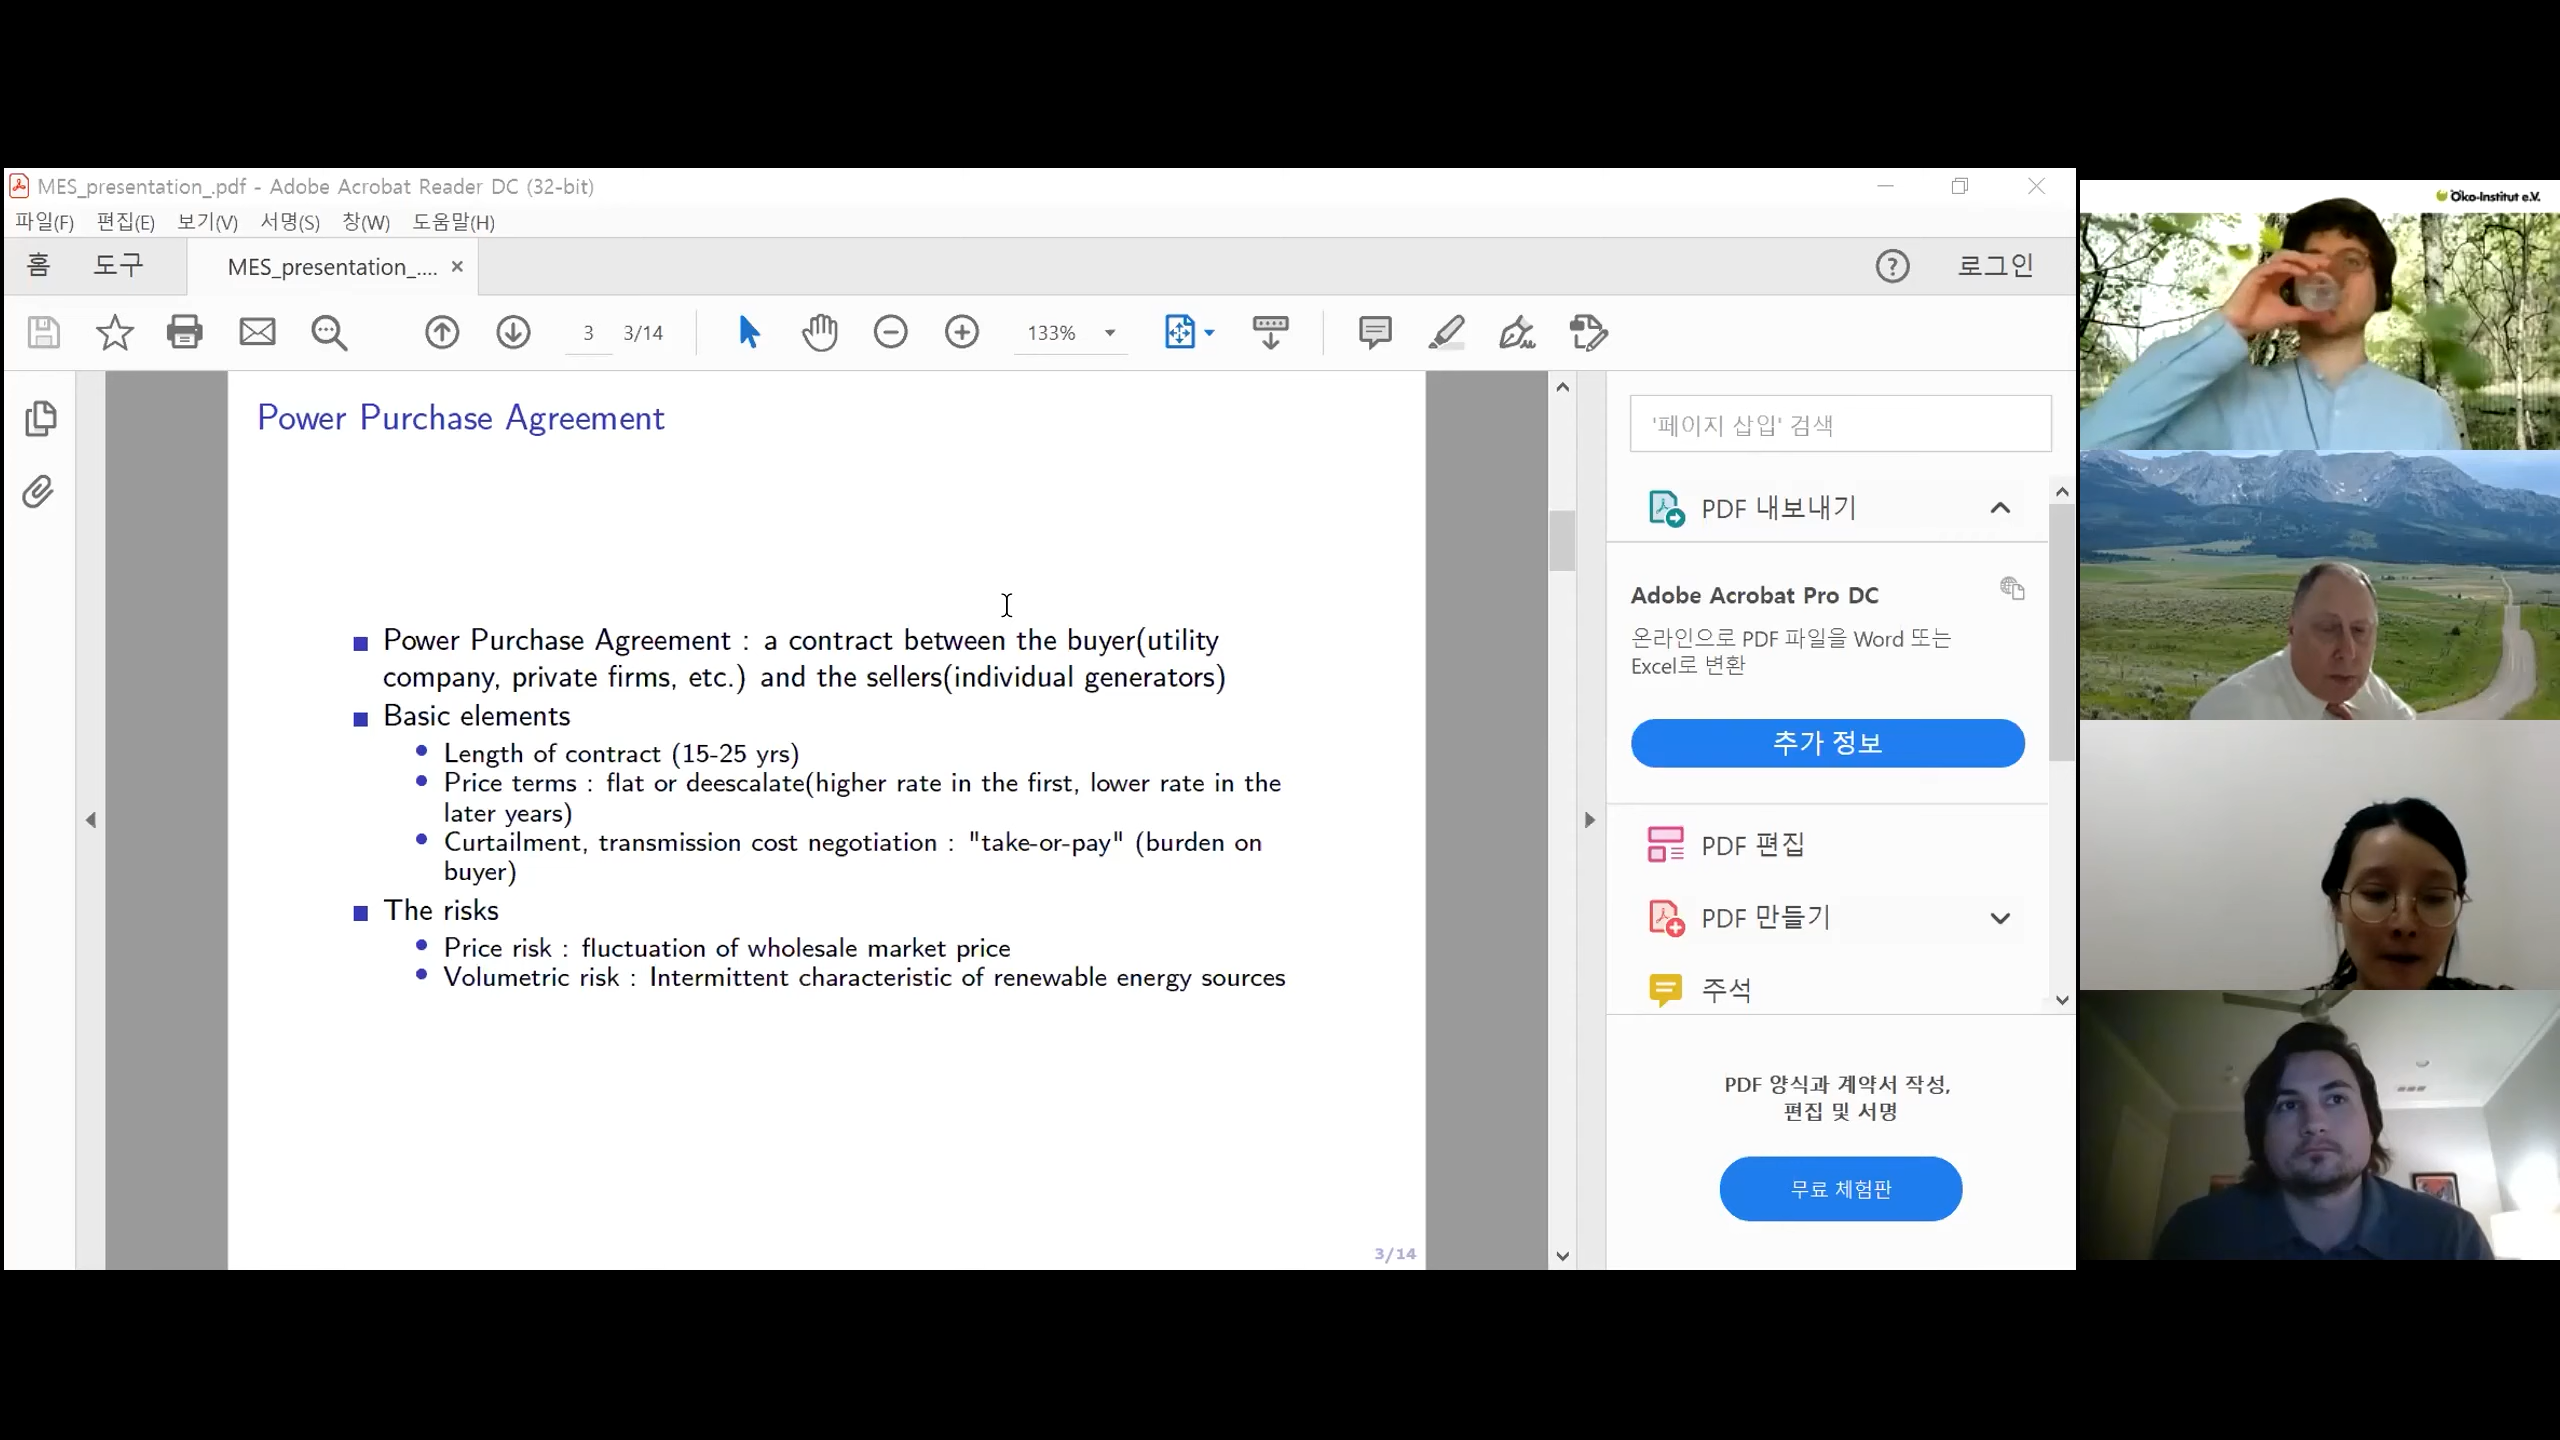 MES_presentation_.pdf - Adobe Acrobat Reader DC (32-bit)
파일(F) 편집(E) 보기(V) 서명(S) 창(W) 도움말(H)
홈 도구 MES_presentation_.... × ? 로그인
3 3/14 133%
Power Purchase Agreement
Power Purchase Agreement : a contract between the buyer(utility
company, private firms, etc.) and the sellers(individual generators)
Basic elements
Length of contract (15-25 yrs)
Price terms : flat or deescalate(higher rate in the first, lower rate in the
later years)
Curtailment, transmission cost negotiation : "take-or-pay" (burden on
buyer)
The risks
Price risk : fluctuation of wholesale market price
Volumetric risk : Intermittent characteristic of renewable energy sources
3/14
'페이지 삽입' 검색
PDF 내보내기
Adobe Acrobat Pro DC
온라인으로 PDF 파일을 Word 또는
Excel로 변환
추가 정보
PDF 편집
PDF 만들기
주석
PDF 양식과 계약서 작성,
편집 및 서명
무료 체험판
Öko-Institut e.V.